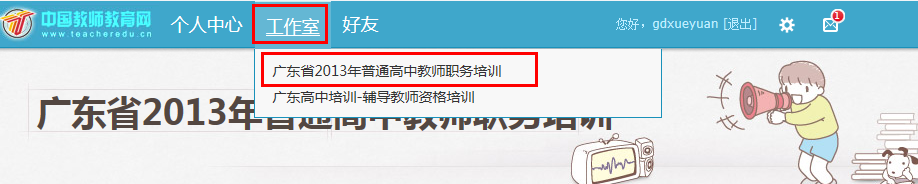 中国教师教育网
www.teacheredu.cn
个人中心 工作室 好友
您好，gdxueyuan [退出]
1
广东省2013年普通高中教师职务培训
广东高中培训-辅导教师资格培训
广东省2013年普通高中教师职务培训